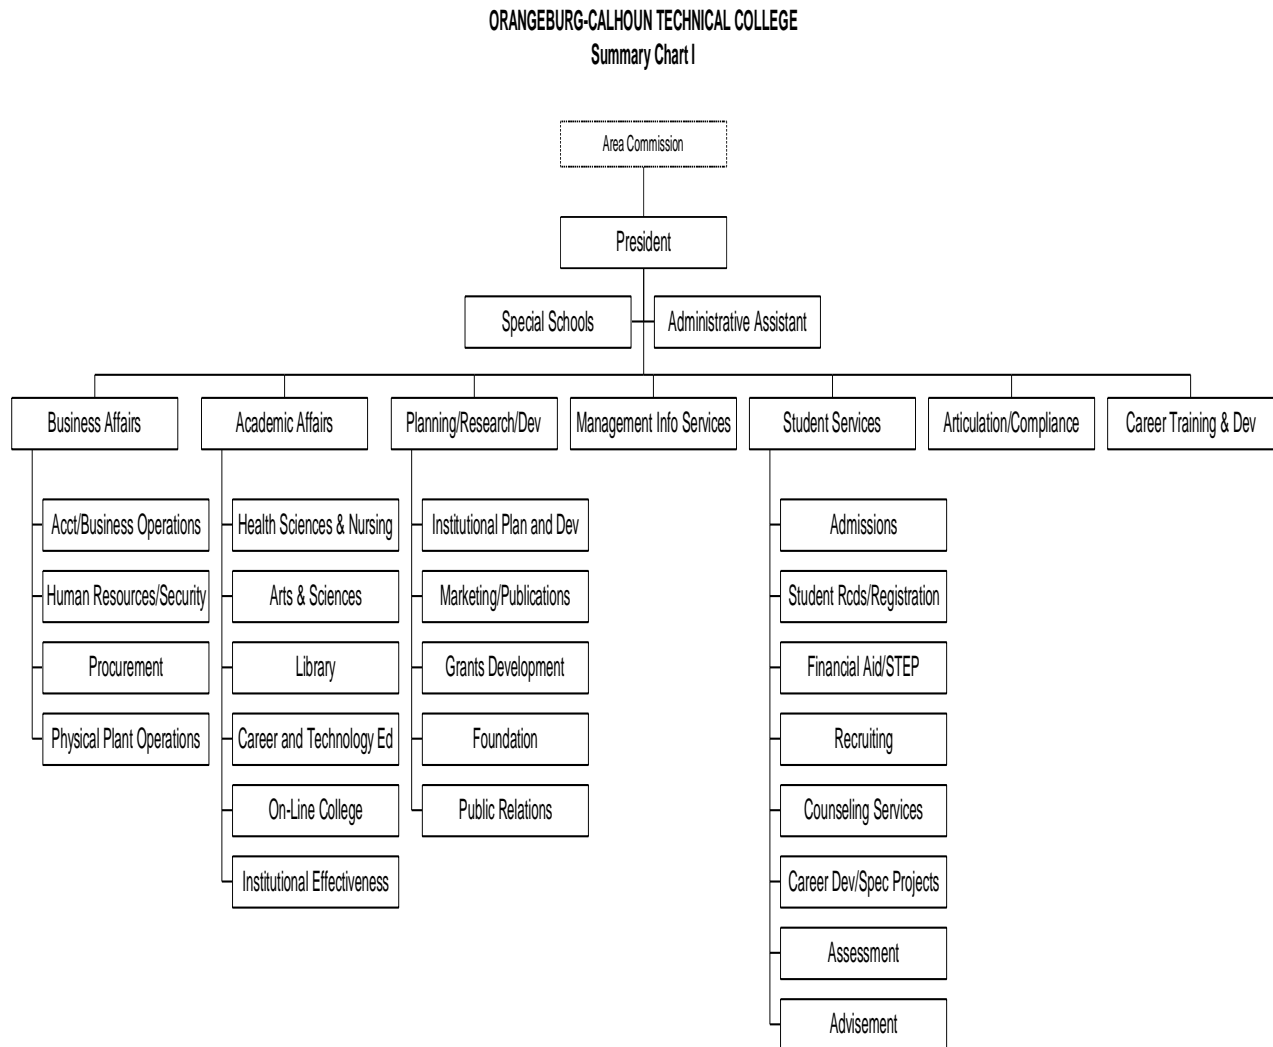 ORANGEBURG-CALHOUN TECHNICAL COLLEGE
Summary Chart I
Area Commission
President
Special Schools
Administrative Assistant
Business Affairs
Academic Affairs
Planning/Research/Dev
Management Info Services
Student Services
Articulation/Compliance
Career Training & Dev
Acct/Business Operations
Human Resources/Security
Procurement
Physical Plant Operations
Health Sciences & Nursing
Arts & Sciences
Library
Career and Technology Ed
On-Line College
Institutional Effectiveness
Institutional Plan and Dev
Marketing/Publications
Grants Development
Foundation
Public Relations
Admissions
Student Rcds/Registration
Financial Aid/STEP
Recruiting
Counseling Services
Career Dev/Spec Projects
Assessment
Advisement